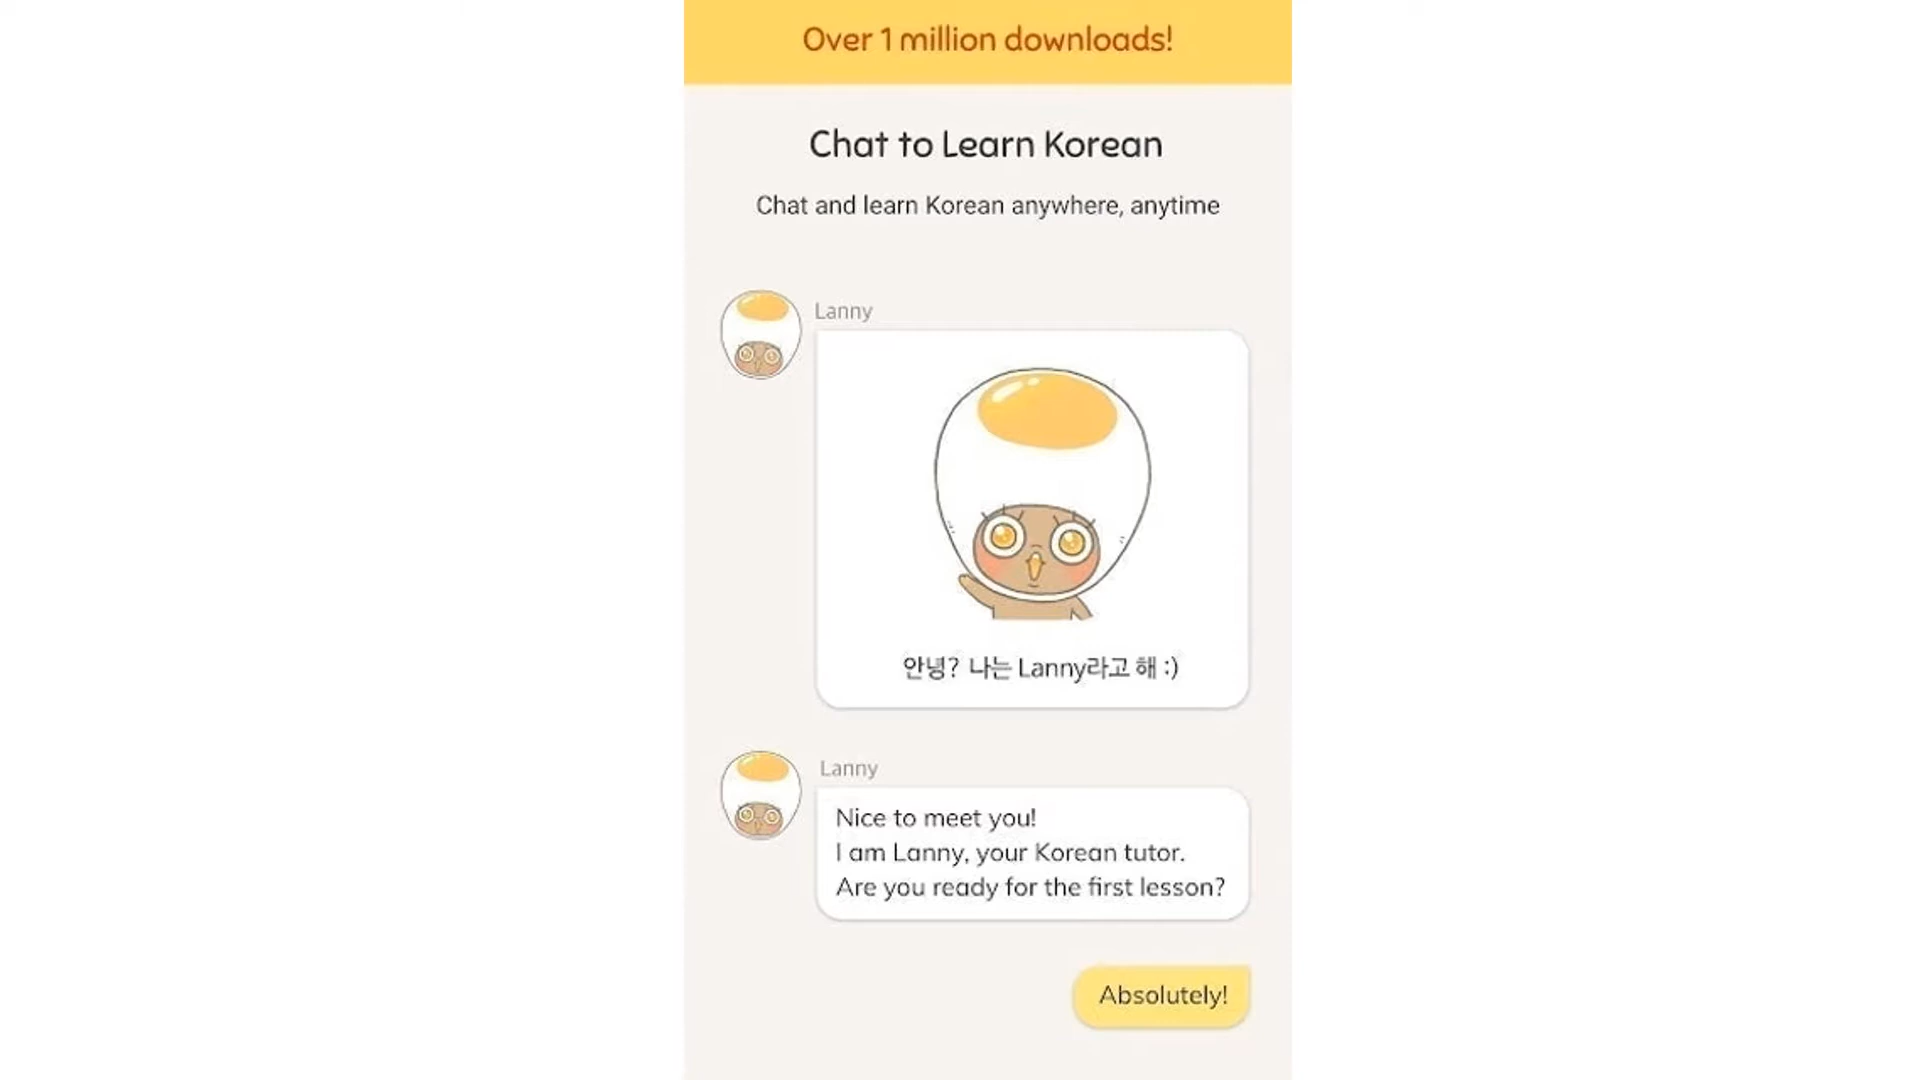 Over 1 million downloads!
Chat to Learn Korean
Chat and learn Korean anywhere, anytime
Lanny
안녕? 나는 Lanny라고 해 :)
Lanny
Nice to meet you!
I am Lanny, your Korean tutor.
Are you ready for the first lesson?
Absolutely!